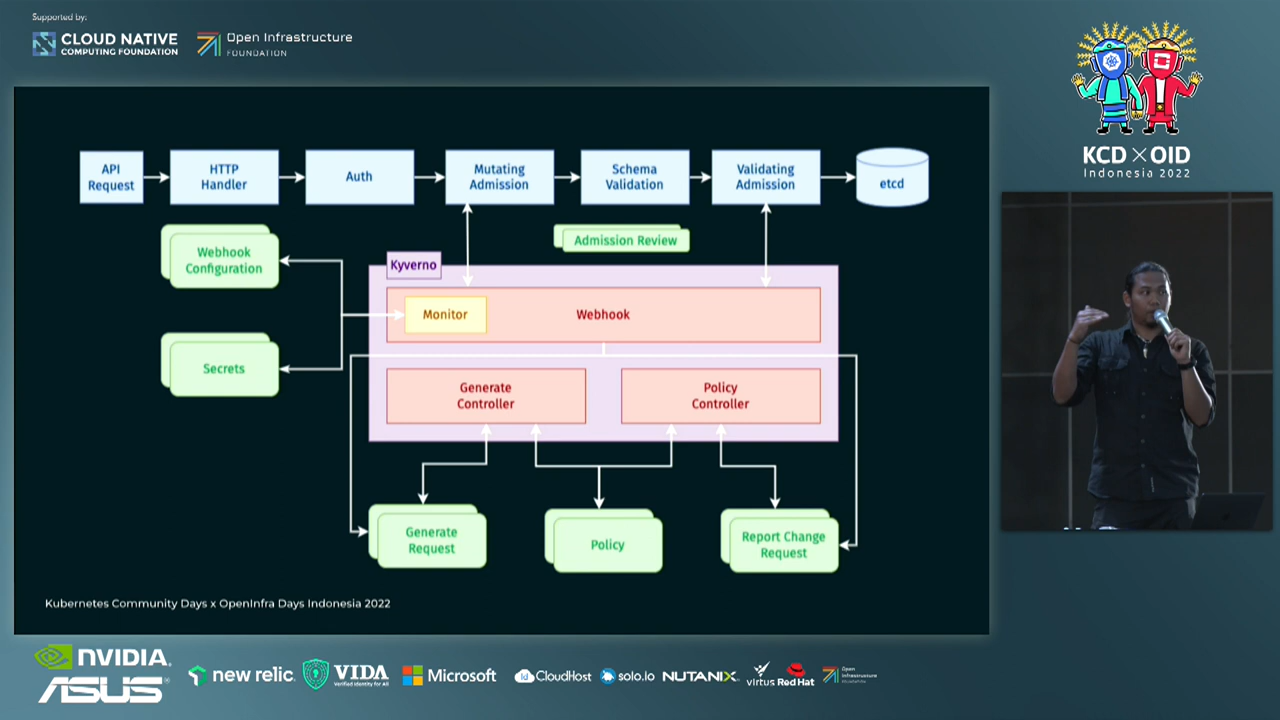 Supported by:
CLOUD NATIVE
COMPUTING FOUNDATION
Open Infrastructure
FOUNDATION
KCD X OID
Indonesia 2022
API
Request
HTTP
Handler
Auth
Mutating
Admission
Schema
Validation
Validating
Admission
etcd
Webhook
Configuration
Admission Review
Kyverno
Monitor
Webhook
Secrets
Generate
Controller
Policy
Controller
Generate
Request
Policy
Report Change
Request
Kubernetes Community Days x OpenInfra Days Indonesia 2022
NVIDIA.
ASUS
new relic.
VIDA
Verified Identity for All
Microsoft
CloudHost
solo.io
NUTANIX
virtus
Red Hat
Open
Infrastructure